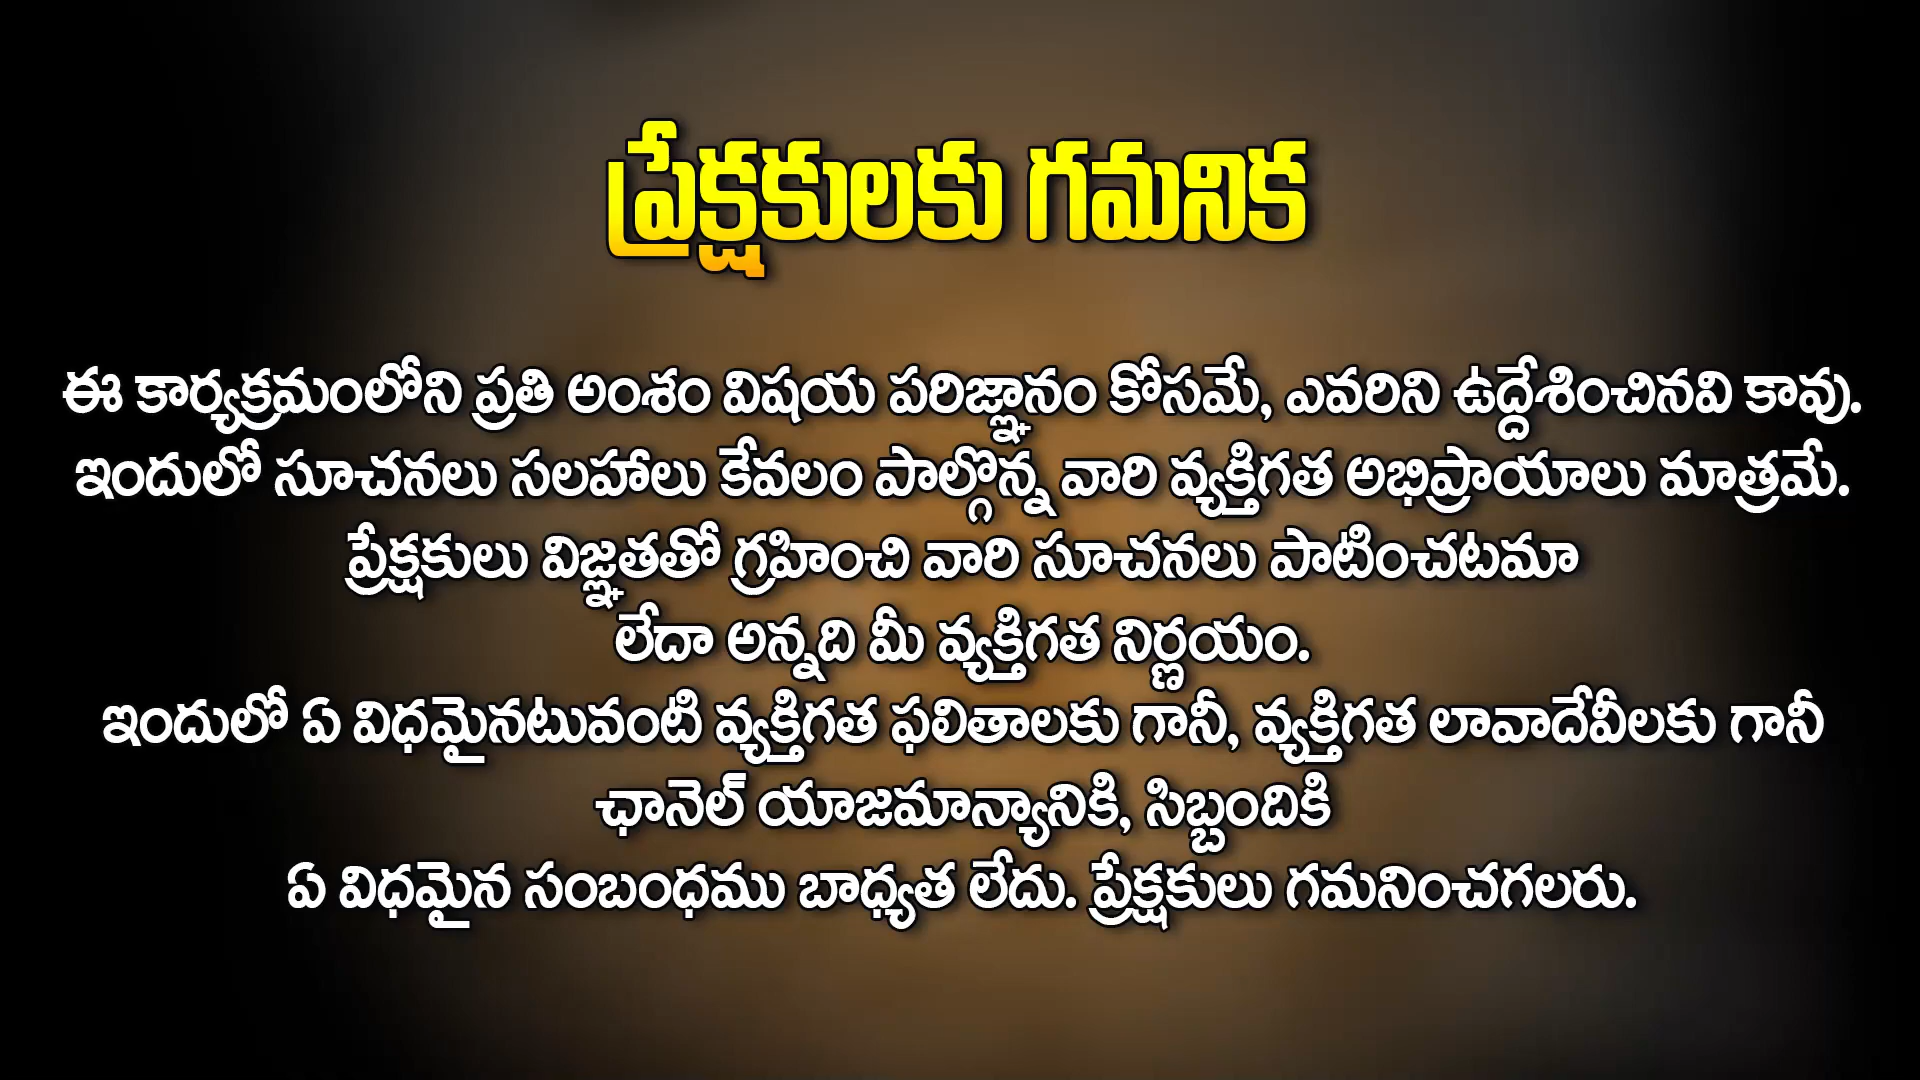 ప్రేక్షకులకు గమనిక
ఈ కార్యక్రమంలోని ప్రతి అంశం విషయ పరిజ్ఞానం కోసమే, ఎవరిని ఉద్దేశించినవి కావు.
ఇందులో సూచనలు సలహాలు కేవలం పాల్గొన్న వారి వ్యక్తిగత అభిప్రాయాలు మాత్రమే.
ప్రేక్షకులు విజ్ఞతతో గ్రహించి వారి సూచనలు పాటించటమా
లేదా అన్నది మీ వ్యక్తిగత నిర్ణయం.
ఇందులో ఏ విధమైనటువంటి వ్యక్తిగత ఫలితాలకు గానీ, వ్యక్తిగత లావాదేవీలకు గానీ
ఛానెల్ యాజమాన్యానికి, సిబ్బందికి
ఏ విధమైన సంబంధము బాధ్యత లేదు. ప్రేక్షకులు గమనించగలరు.